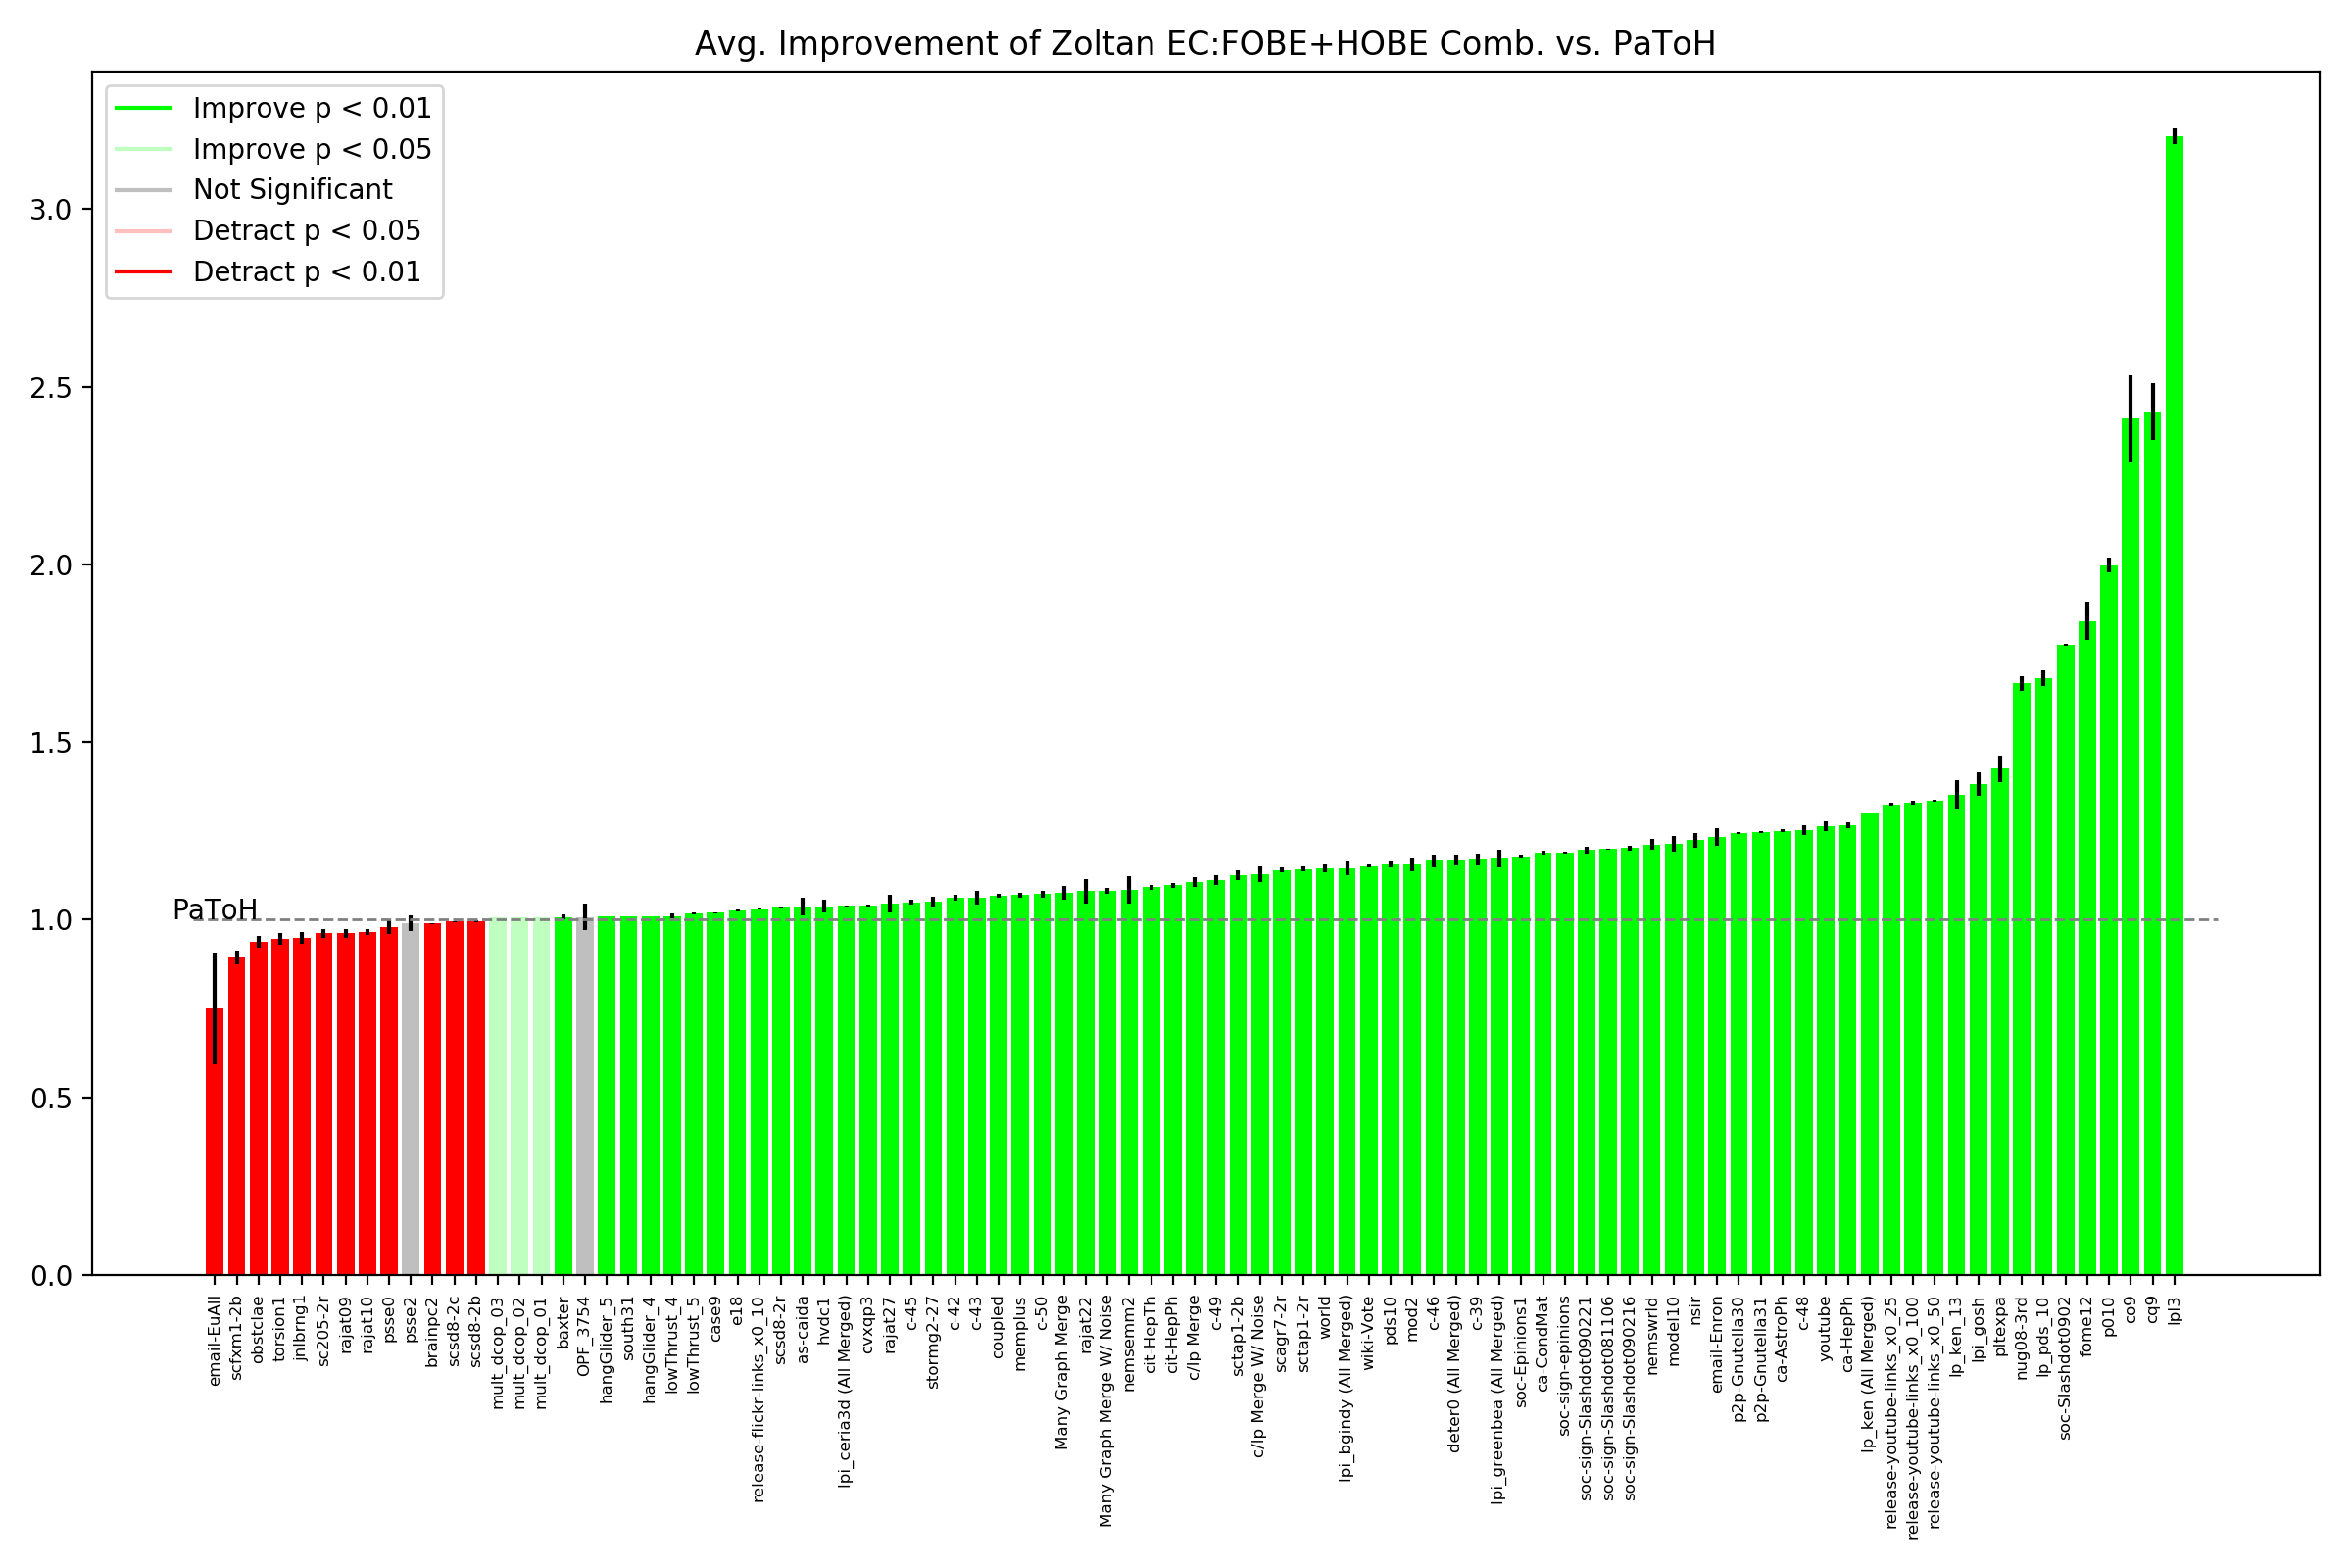 Avg. Improvement of Zoltan EC:FOBE+HOBE Comb. vs. PaToH
Improve p < 0.01
Improve p < 0.05
Not Significant
Detract p < 0.05
Detract p < 0.01
3.0
2.5
2.0
1.5
1.0
0.5
0.0
PaToH
email-EuAll
scfxm1-2b
obstclae
torsion1
jnlbrng1
sc205-2r
rajat09
rajat10
psse0
psse2
brainpc2
scsd8-2c
scsd8-2b
mult_dcop_03
mult_dcop_02
mult_dcop_01
baxter
OPF_3754
hangGlider_5
south31
hangGlider_4
lowThrust_4
lowThrust_5
case9
e18
release-flickr-links_x0_10
scsd8-2r
as-caida
hvdc1
lpi_ceria3d (All Merged)
cvxqp3
rajat27
c-45
stormg2-27
c-42
c-43
coupled
memplus
c-50
Many Graph Merge
rajat22
Many Graph Merge W/ Noise
nemsemm2
cit-HepTh
cit-HepPh
c/lp Merge
c-49
sctap1-2b
c/lp Merge W/ Noise
scagr7-2r
sctap1-2r
world
lpi_bgindy (All Merged)
wiki-Vote
pds10
mod2
c-46
deter0 (All Merged)
c-39
lpi_greenbea (All Merged)
soc-Epinions1
ca-CondMat
soc-sign-epinions
soc-sign-Slashdot090221
soc-sign-Slashdot081106
soc-sign-Slashdot090216
nemswrld
model10
nsir
email-Enron
p2p-Gnutella30
p2p-Gnutella31
ca-AstroPh
c-48
youtube
ca-HepPh
lp_ken (All Merged)
release-youtube-links_x0_25
release-youtube-links_x0_100
release-youtube-links_x0_50
lp_ken_13
lpi_gosh
pltexpa
nug08-3rd
lp_pds_10
soc-Slashdot0902
fome12
p010
co9
cq9
lpl3